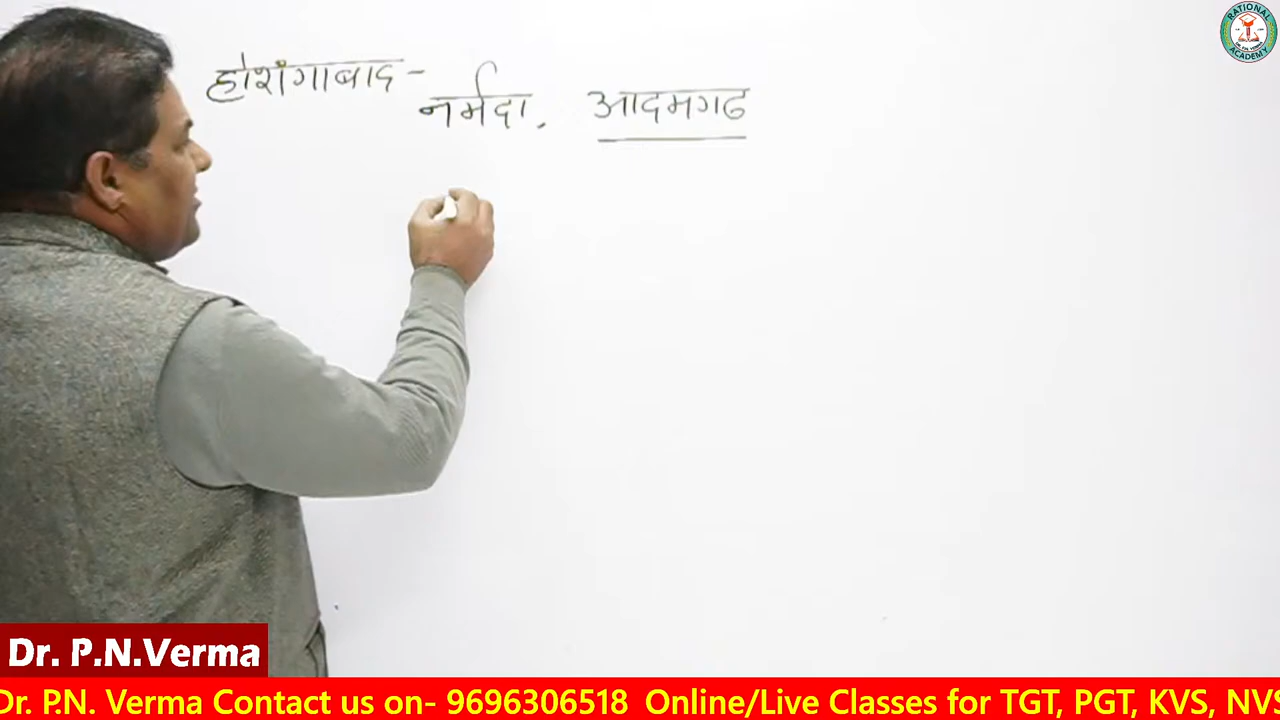 होशंगाबाद -
नर्मदा, आदमगढ
RATIONAL
ACADEMY
Dr. P.N.Verma
Dr. P.N. Verma Contact us on- 9696306518 Online/Live Classes for TGT, PGT, KVS, NVS